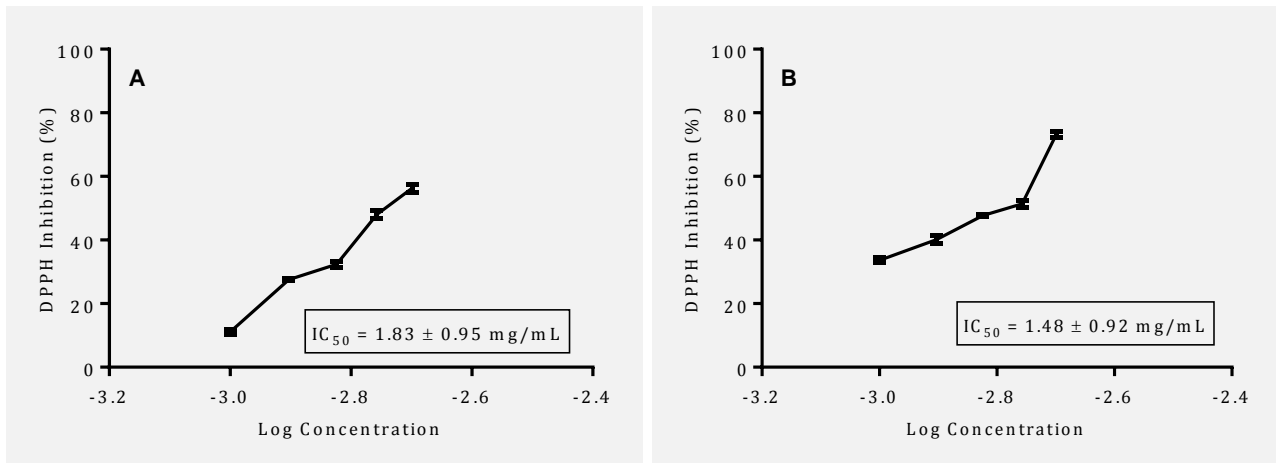 A
DPPH Inhibition (%)
100
80
60
40
20
0
IC50 = 1.83 ± 0.95 mg/mL
-3.2 -3.0 -2.8 -2.6 -2.4
Log Concentration
B
DPPH Inhibition (%)
100
80
60
40
20
0
IC50 = 1.48 ± 0.92 mg/mL
-3.2 -3.0 -2.8 -2.6 -2.4
Log Concentration